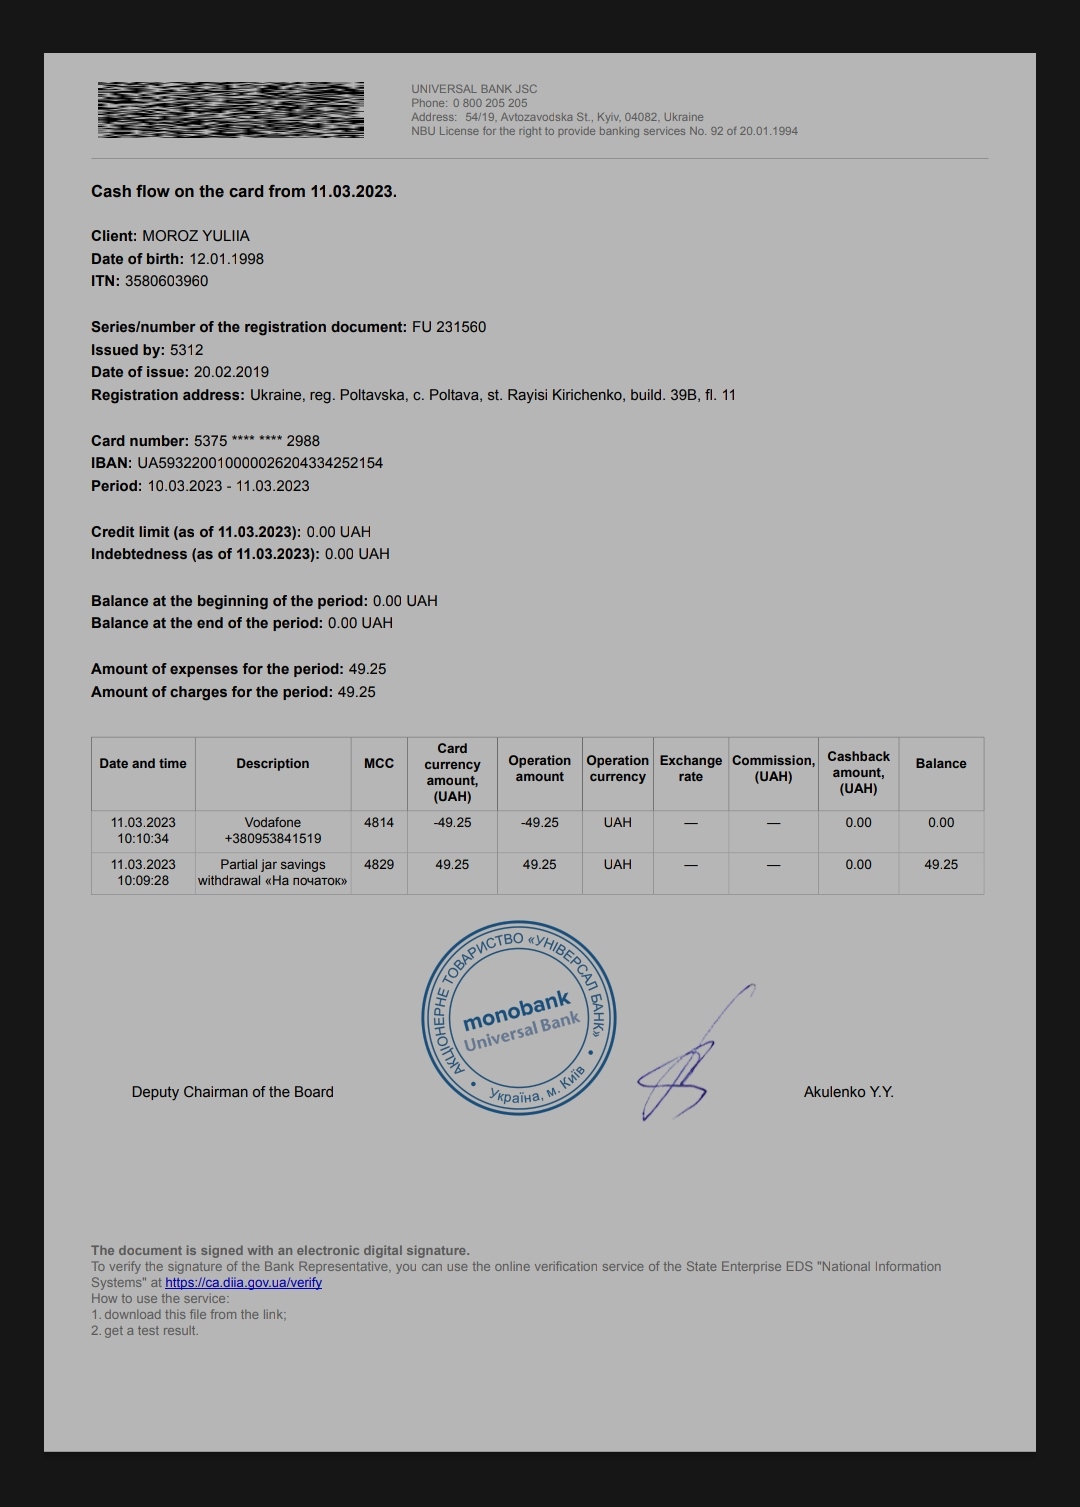 UNIVERSAL BANK JSC
Phone: 0 800 205 205
Address: 54/19, Avtozavodska St., Kyiv, 04082, Ukraine
NBU License for the right to provide banking services No. 92 of 20.01.1994
Cash flow on the card from 11.03.2023.
Client: MOROZ YULIIA
Date of birth: 12.01.1998
ITN: 3580603960
Series/number of the registration document: FU 231560
Issued by: 5312
Date of issue: 20.02.2019
Registration address: Ukraine, reg. Poltavska, c. Poltava, st. Rayisi Kirichenko, build. 39B, fl. 11
Card number: 5375 **** **** 2988
IBAN: UA593220010000026204334252154
Period: 10.03.2023 - 11.03.2023
Credit limit (as of 11.03.2023): 0.00 UAH
Indebtedness (as of 11.03.2023): 0.00 UAH
Balance at the beginning of the period: 0.00 UAH
Balance at the end of the period: 0.00 UAH
Amount of expenses for the period: 49.25
Amount of charges for the period: 49.25
Date and time Description MCC Card currency amount, (UAH) Operation amount Operation currency Exchange rate Commission, (UAH) Cashback amount, (UAH) Balance
11.03.2023 10:10:34 Vodafone +380953841519 4814 -49.25 -49.25 UAH — — 0.00 0.00
11.03.2023 10:09:28 Partial jar savings withdrawal «На початок» 4829 49.25 49.25 UAH — — 0.00 49.25
АКЦІОНЕРНЕ ТОВАРИСТВО «УНІВЕРСАЛ БАНК»
monobank
Universal Bank
• Україна, м. Київ •
Deputy Chairman of the Board
Akulenko Y.Y.
The document is signed with an electronic digital signature.
To verify the signature of the Bank Representative, you can use the online verification service of the State Enterprise EDS "National Information
Systems" at https://ca.diia.gov.ua/verify
How to use the service:
1. download this file from the link;
2. get a test result.